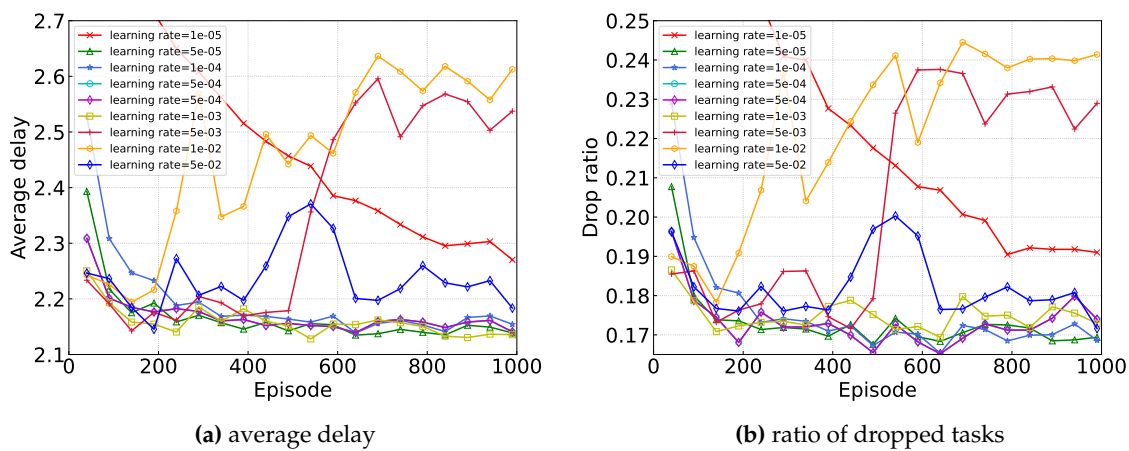 2.7
2.6
2.5
2.4
2.3
2.2
2.1
0
200
400
600
800
1000
Average delay
Episode
learning rate=1e-05
learning rate=5e-05
learning rate=1e-04
learning rate=5e-04
learning rate=5e-04
learning rate=1e-03
learning rate=5e-03
learning rate=1e-02
learning rate=5e-02
(a) average delay
0.25
0.24
0.23
0.22
0.21
0.20
0.19
0.18
0.17
0
200
400
600
800
1000
Drop ratio
Episode
learning rate=1e-05
learning rate=5e-05
learning rate=1e-04
learning rate=5e-04
learning rate=5e-04
learning rate=1e-03
learning rate=5e-03
learning rate=1e-02
learning rate=5e-02
(b) ratio of dropped tasks